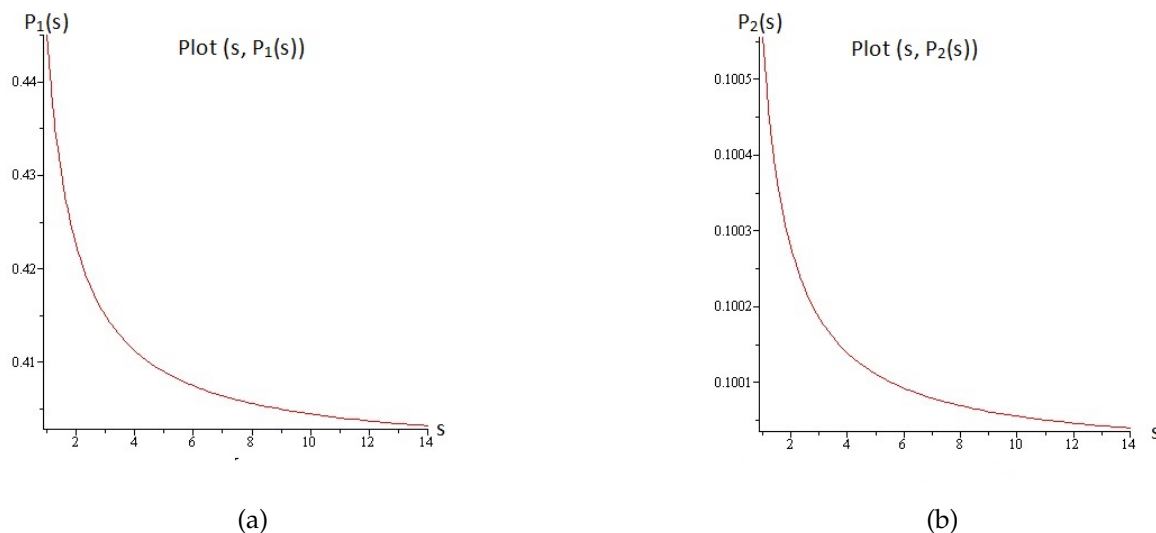 P₁(s)
Plot (s, P₁(s))
0.44
0.43
0.42
0.41
2 4 6 8 10 12 14 s
(a)
P₂(s)
Plot (s, P₂(s))
0.1005
0.1004
0.1003
0.1002
0.1001
2 4 6 8 10 12 14 s
(b)